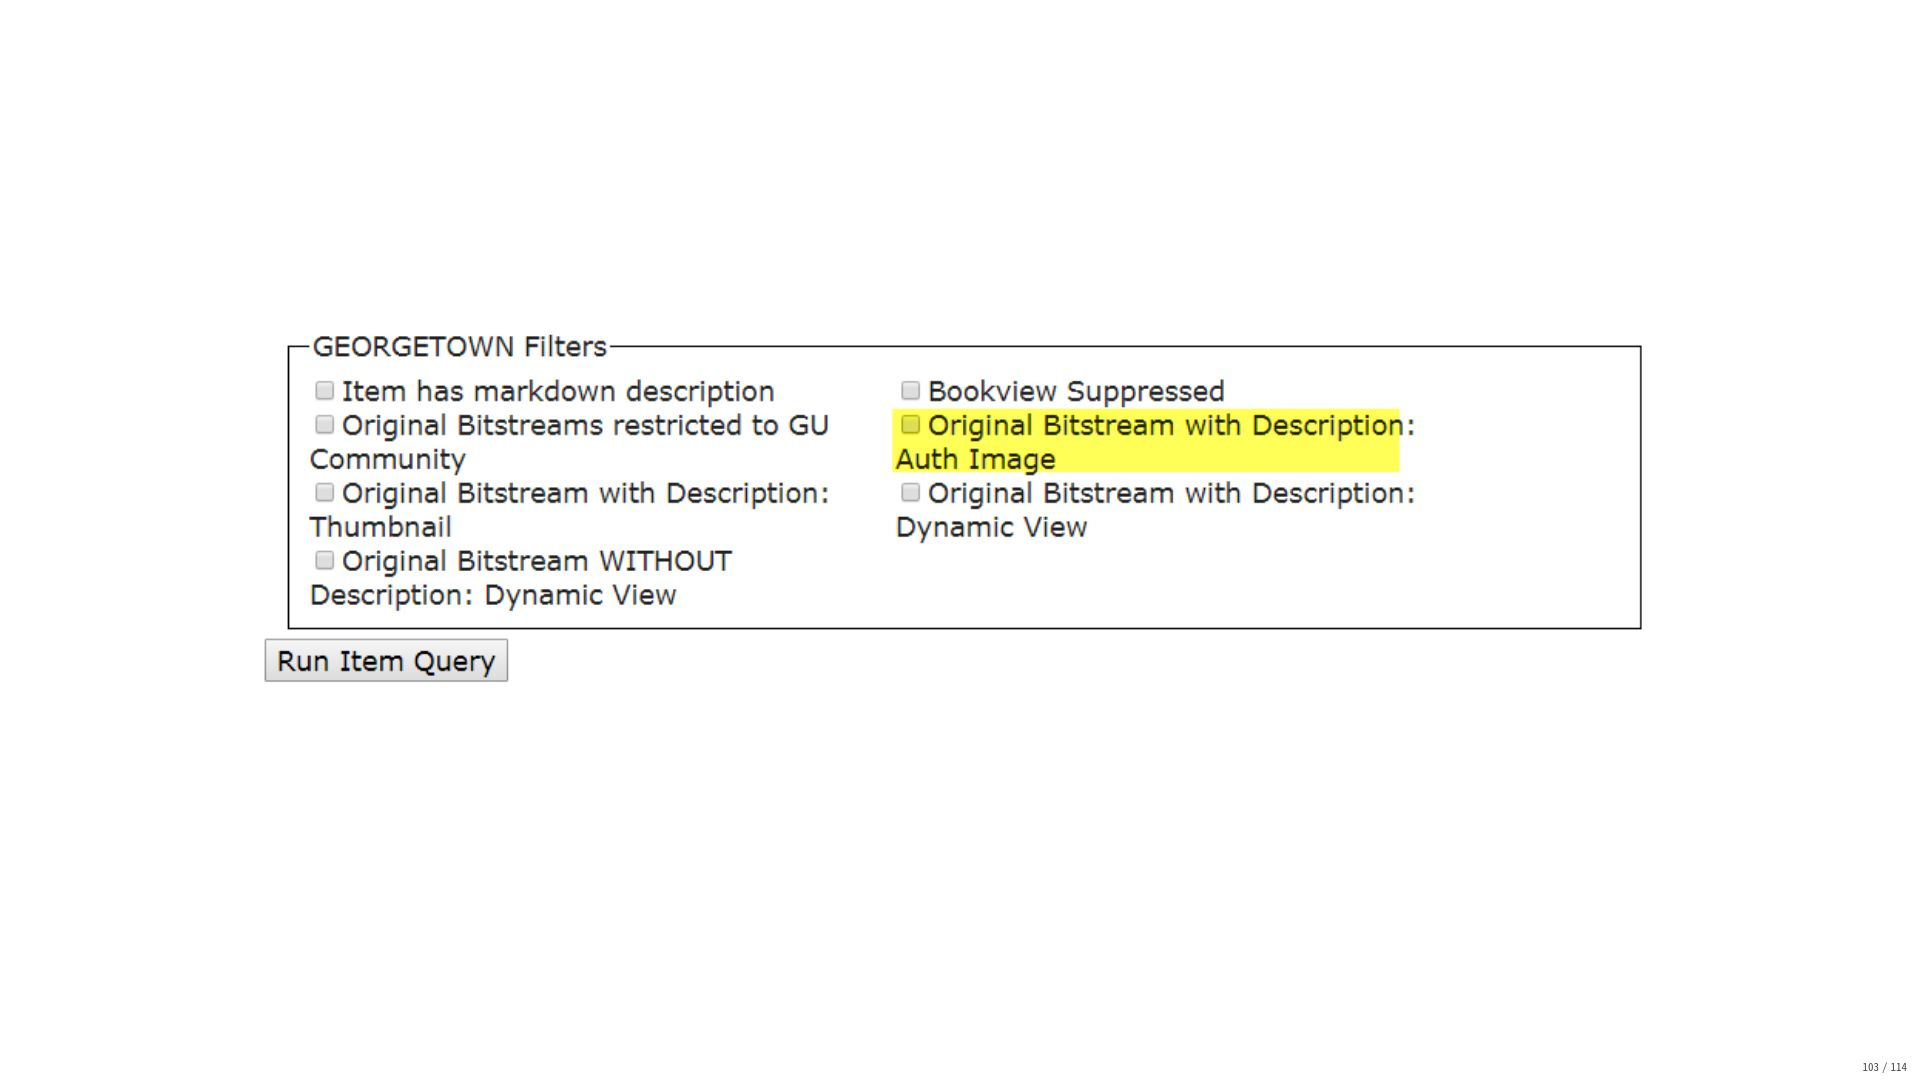 GEORGETOWN Filters
Item has markdown description
Bookview Suppressed
Original Bitstreams restricted to GU
Community
Original Bitstream with Description:
Auth Image
Original Bitstream with Description:
Thumbnail
Original Bitstream with Description:
Dynamic View
Original Bitstream WITHOUT
Description: Dynamic View
Run Item Query
103 / 114